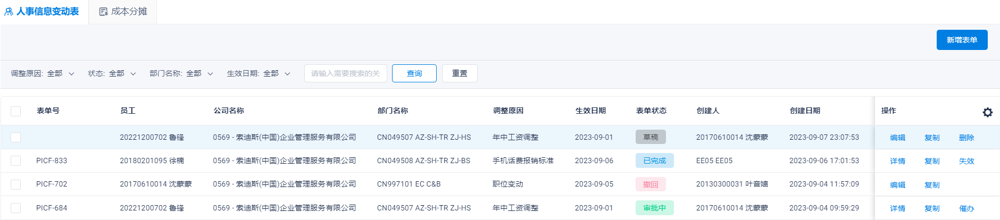 人事信息变动表 成本分摊
新增表单
调整原因: 全部 状态: 全部 部门名称: 全部 生效日期: 全部 请输入需要搜索的关 查询 重置
表单号 员工 公司名称 部门名称 调整原因 生效日期 表单状态 创建人 创建日期 操作
20221200702 鲁锋 0569 - 索迪斯(中国)企业管理服务有限公司 CN049507 AZ-SH-TR ZJ-HS 年中工资调整 2023-09-01 草稿 20170610014 沈蒙蒙 2023-09-07 23:07:53 编辑 复制 删除
PICF-833 20180201095 徐楠 0569 - 索迪斯(中国)企业管理服务有限公司 CN049508 AZ-SH-TR ZJ-BS 手机话费报销标准 2023-09-06 已完成 EE05 EE05 2023-09-06 17:01:53 详情 复制 失效
PICF-702 20170610014 沈蒙蒙 0569 - 索迪斯(中国)企业管理服务有限公司 CN997101 EC C&B 职位变动 2023-09-05 撤回 20130300031 叶音嫱 2023-09-04 11:57:09 编辑 复制
PICF-684 20221200702 鲁锋 0569 - 索迪斯(中国)企业管理服务有限公司 CN049507 AZ-SH-TR ZJ-HS 年中工资调整 2023-09-01 审批中 20170610014 沈蒙蒙 2023-09-04 09:59:29 详情 复制 催办